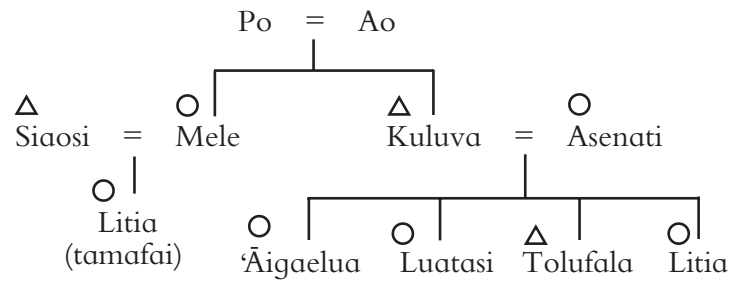 Po = Ao
Siaosi = Mele Kuluva = Asenati
Litia
(tamafai)
ʻĀigaelua Luatasi Tolufala Litia